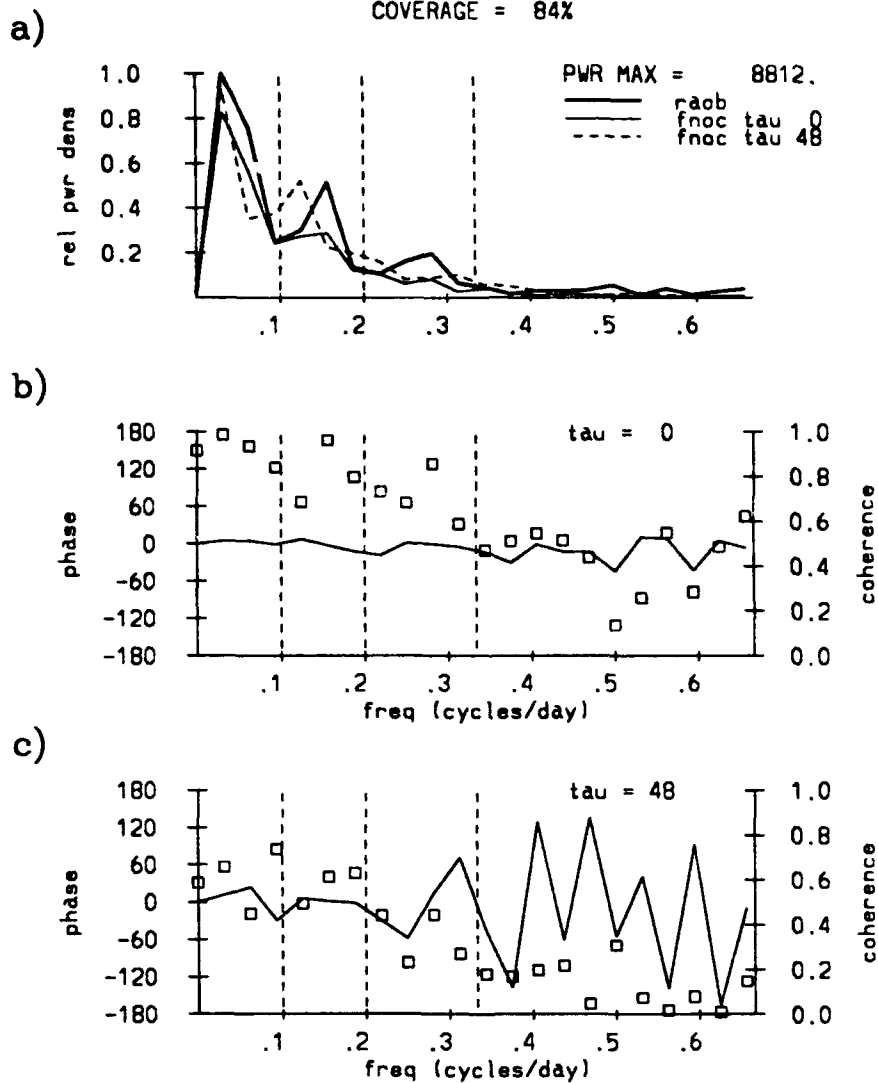 COVERAGE = 84%
a)
PWR MAX = 8812.
raob
fnoc tau 0
fnoc tau 48
rel pwr dens
1.0
0.8
0.6
0.4
0.2
.1 .2 .3 .4 .5 .6
b)
tau = 0
phase
180
120
60
0
-60
-120
-180
coherence
1.0
0.8
0.6
0.4
0.2
0.0
.1 .2 .3 .4 .5 .6
freq (cycles/day)
c)
tau = 48
phase
180
120
60
0
-60
-120
-180
coherence
1.0
0.8
0.6
0.4
0.2
0.0
.1 .2 .3 .4 .5 .6
freq (cycles/day)